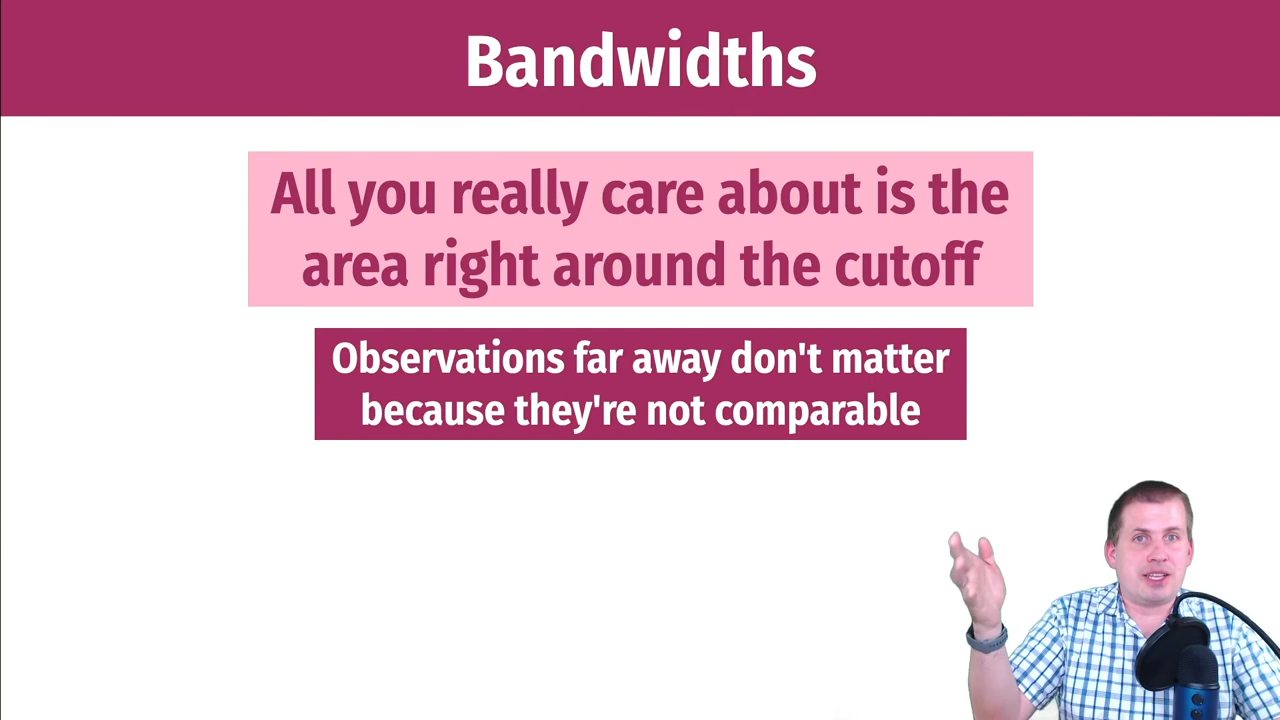 Bandwidths
All you really care about is the
area right around the cutoff
Observations far away don't matter
because they're not comparable